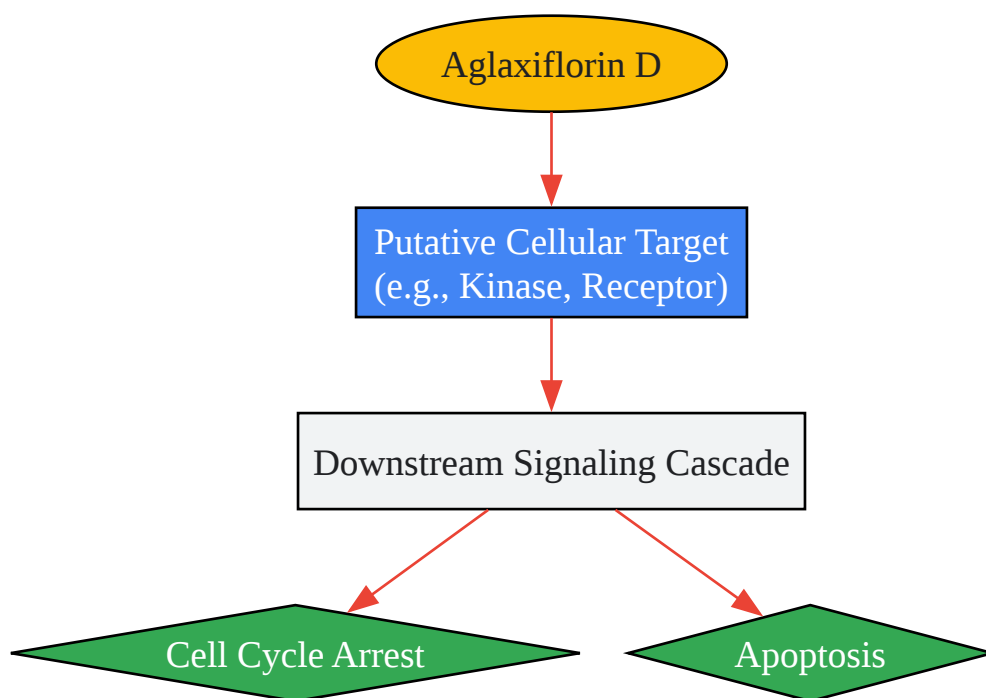 Aglaxiflorin D
Putative Cellular Target
(e.g., Kinase, Receptor)
Downstream Signaling Cascade
Cell Cycle Arrest
Apoptosis